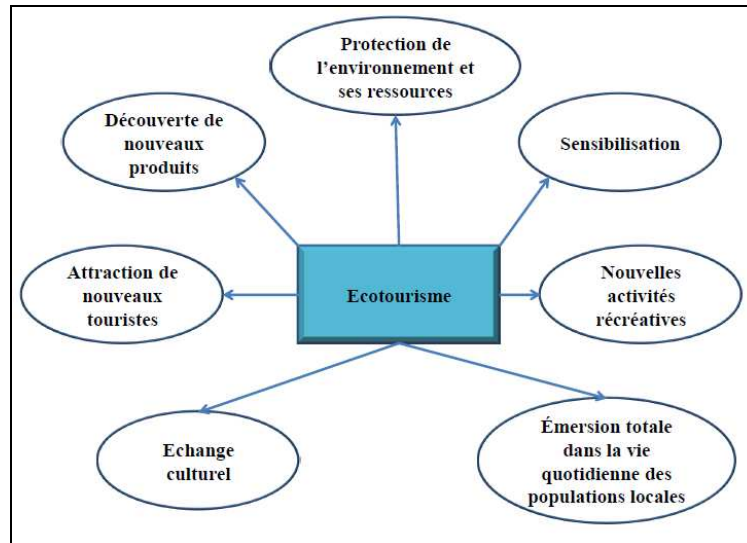 Protection de
l'environnement et
ses ressources
Découverte de
nouveaux
produits
Sensibilisation
Attraction de
nouveaux
touristes
Ecotourisme
Nouvelles
activités
récréatives
Echange
culturel
Émersion totale
dans la vie
quotidienne des
populations locales